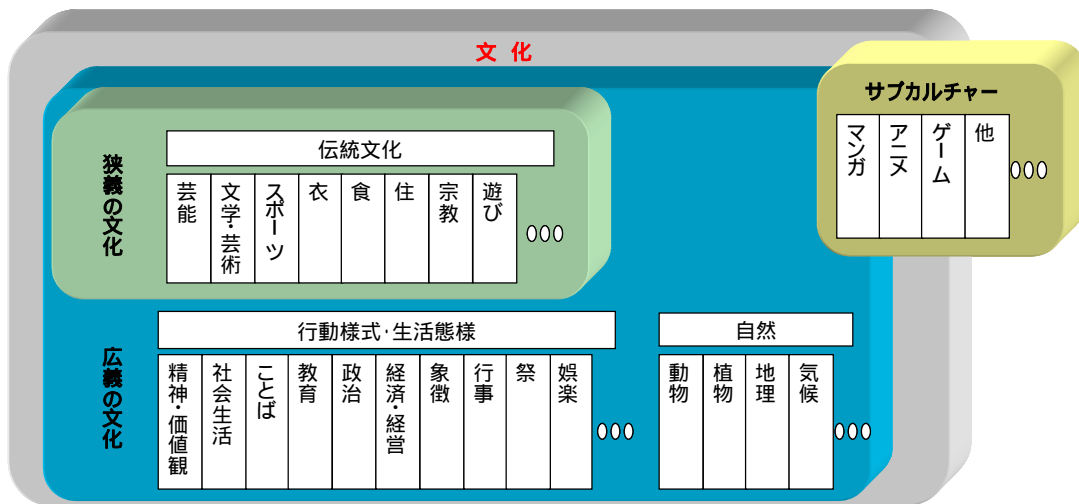 文 化
サブカルチャー
マンガ
アニメ
ゲーム
他
狭義の文化
伝統文化
芸能
文学・芸術
スポーツ
衣
食
住
宗教
遊び
広義の文化
行動様式・生活態様
精神・価値観
社会生活
ことば
教育
政治
経済・経営
象徴
行事
祭
娯楽
自然
動物
植物
地理
気候